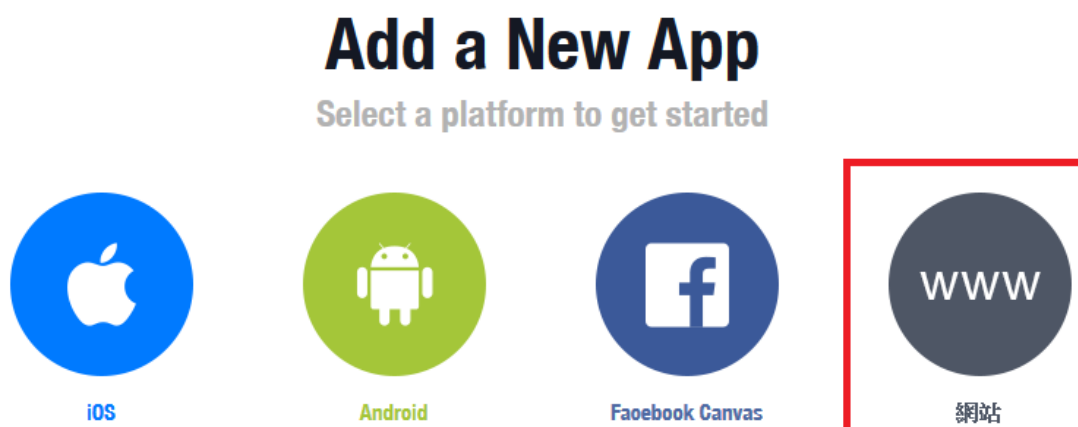 Add a New App
Select a platform to get started
www
iOS
Android
Faoebook Canvas
網站